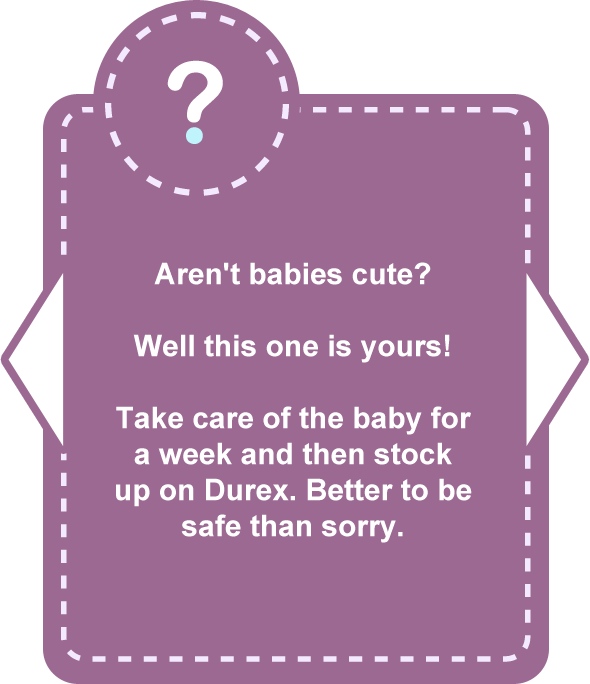 ?
Aren't babies cute?
Well this one is yours!
Take care of the baby for
a week and then stock
up on Durex. Better to be
safe than sorry.